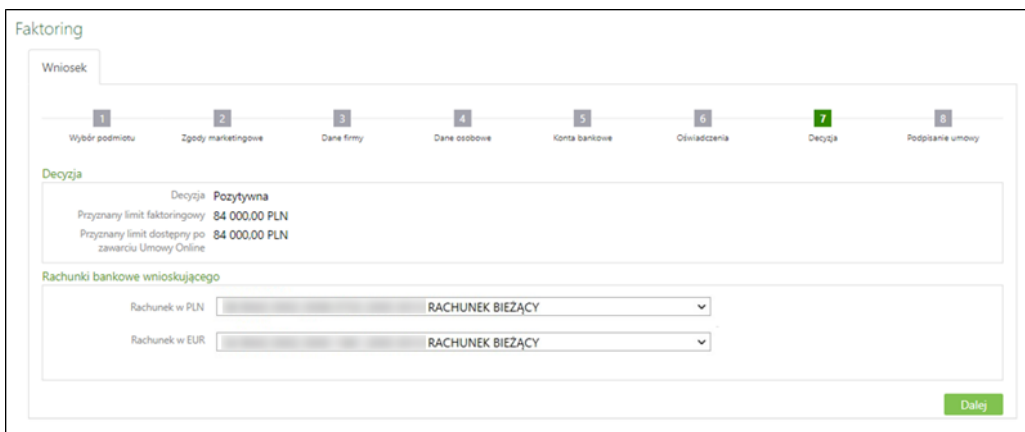 Faktoring
Wniosek
1 2 3 4 5 6 7 8
Wybór podmiotu Zgody marketingowe Dane firmy Dane osobowe Konta bankowe Oświadczenia Decyzja Podpisanie umowy
Decyzja
Decyzja Pozytywna
Przyznany limit faktoringowy 84 000,00 PLN
Przyznany limit dostępny po 84 000,00 PLN
zawarciu Umowy Online
Rachunki bankowe wnioskującego
Rachunek w PLN RACHUNEK BIEŻĄCY
Rachunek w EUR RACHUNEK BIEŻĄCY
Dalej